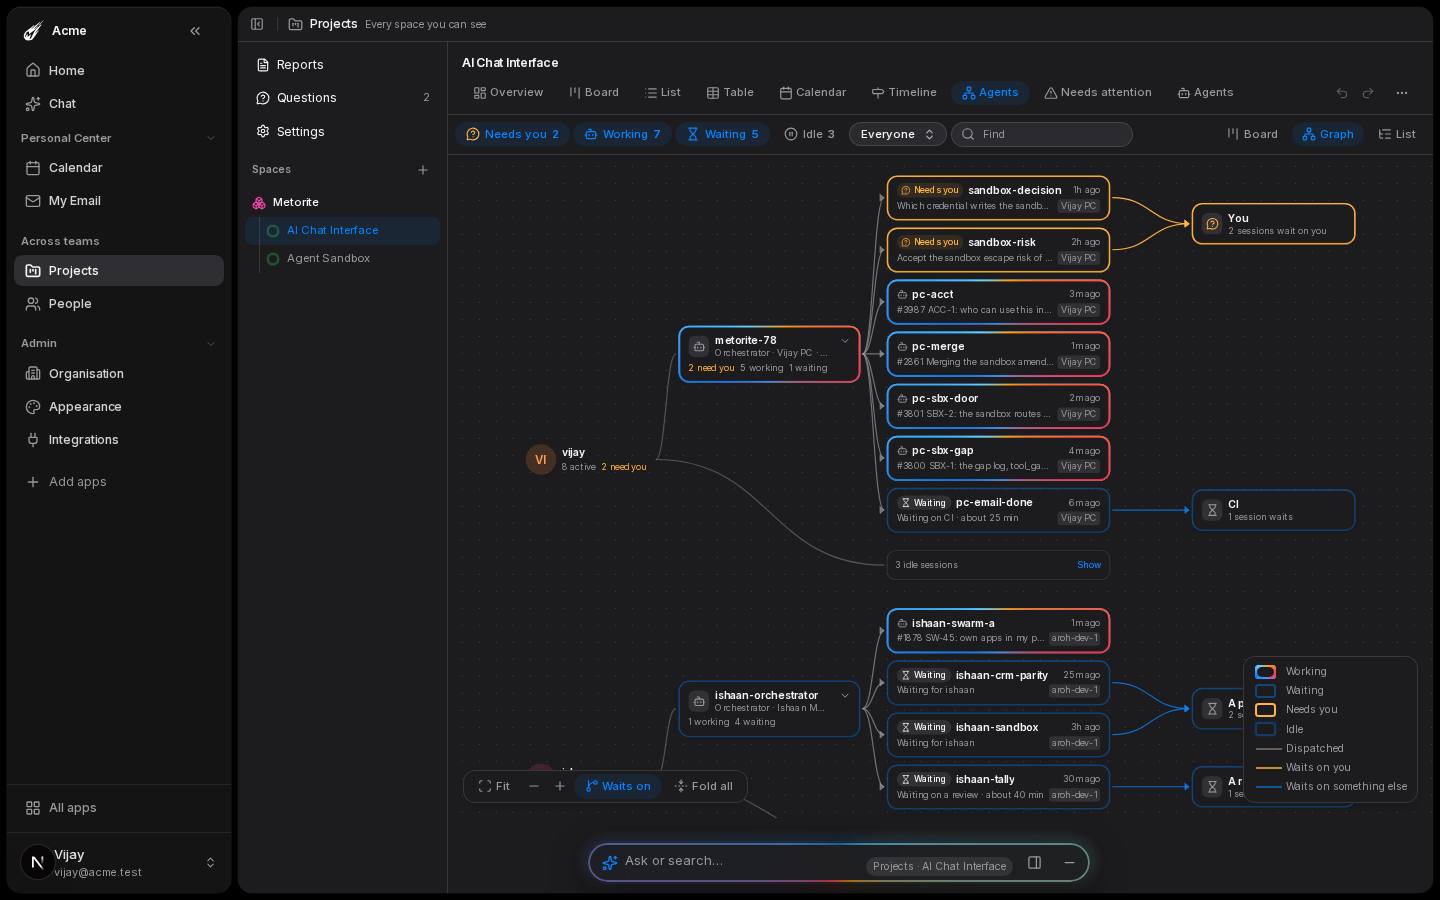 Acme
Home
Chat
Personal Center
Calendar
My Email
Across teams
Projects
People
Admin
Organisation
Appearance
Integrations
Add apps
All apps
N
Vijay
vijay@acme.test
Projects Every space you can see
Reports
Questions 2
Settings
Spaces
Metorite
AI Chat Interface
Agent Sandbox
AI Chat Interface
Overview Board List Table Calendar Timeline Agents Needs attention Agents
Needs you 2 Working 7 Waiting 5 Idle 3 Everyone Find Board Graph List
Needs you sandbox-decision 1h ago
Which credential writes the sandb... Vijay PC
Needs you sandbox-risk 2h ago
Accept the sandbox escape risk of ... Vijay PC
pc-acct 3m ago
#3987 ACC-1: who can use this in... Vijay PC
pc-merge 1m ago
#2861 Merging the sandbox amend... Vijay PC
pc-sbx-door 2m ago
#3801 SBX-2: the sandbox routes ... Vijay PC
pc-sbx-gap 4m ago
#3800 SBX-1: the gap log, tool_ga... Vijay PC
Waiting pc-email-done 6m ago
Waiting on CI · about 25 min Vijay PC
3 idle sessions Show
You
2 sessions wait on you
CI
1 session waits
metorite-78
Orchestrator · Vijay PC · ...
2 need you 5 working 1 waiting
VI
vijay
8 active 2 need you
ishaan-swarm-a 1m ago
#1878 SW-45: own apps in my p... aroh-dev-1
Waiting ishaan-crm-parity 25m ago
Waiting for ishaan aroh-dev-1
Waiting ishaan-sandbox 3h ago
Waiting for ishaan aroh-dev-1
Waiting ishaan-tally 30m ago
Waiting on a review · about 40 min aroh-dev-1
ishaan-orchestrator
Orchestrator · Ishaan M...
1 working 4 waiting
Working
Waiting
Needs you
Idle
Dispatched
Waits on you
Waits on something else
Fit Waits on Fold all
Ask or search... Projects · AI Chat Interface